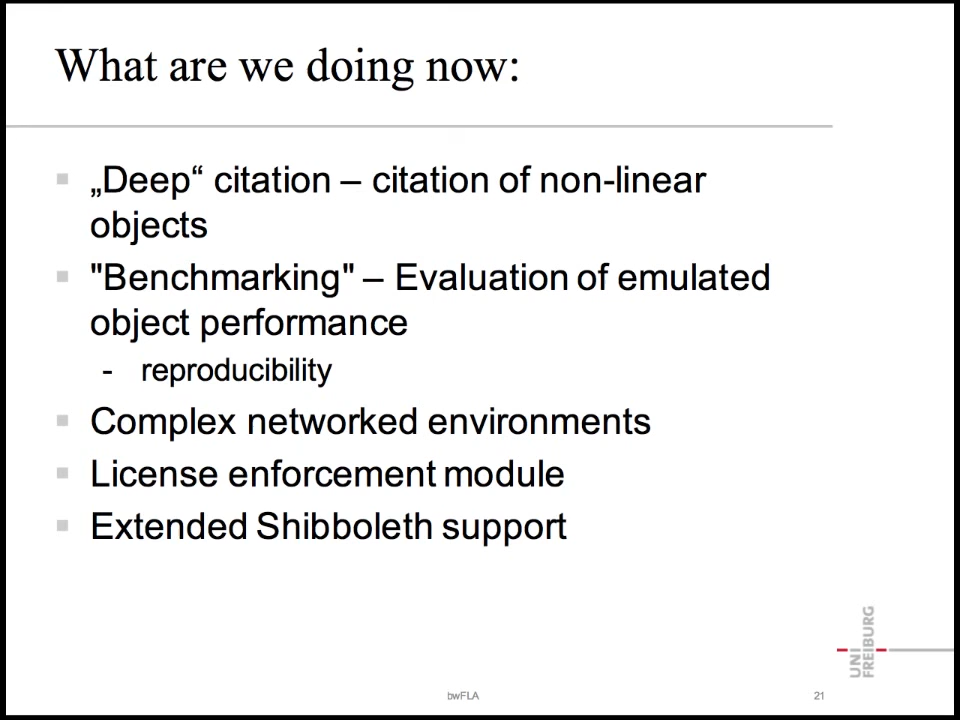 What are we doing now:
„Deep“ citation – citation of non-linear
objects
"Benchmarking" – Evaluation of emulated
object performance
- reproducibility
Complex networked environments
License enforcement module
Extended Shibboleth support
UNI
FREIBURG
bwFLA
21